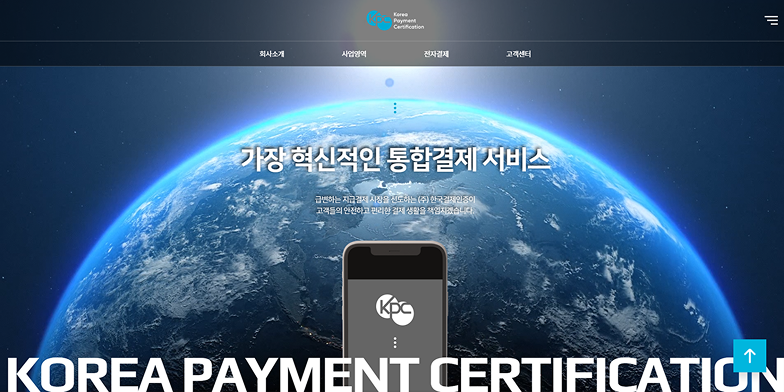 Korea
Payment
Certification
회사소개 사업영역 전자결제 고객센터
가장 혁신적인 통합결제 서비스
급변하는 지급결제 시장을 선도하는 (주) 한국결제인증이
고객들의 안전하고 편리한 결제 생활을 책임지겠습니다.
KPC
KOREA PAYMENT CERTIFICATION